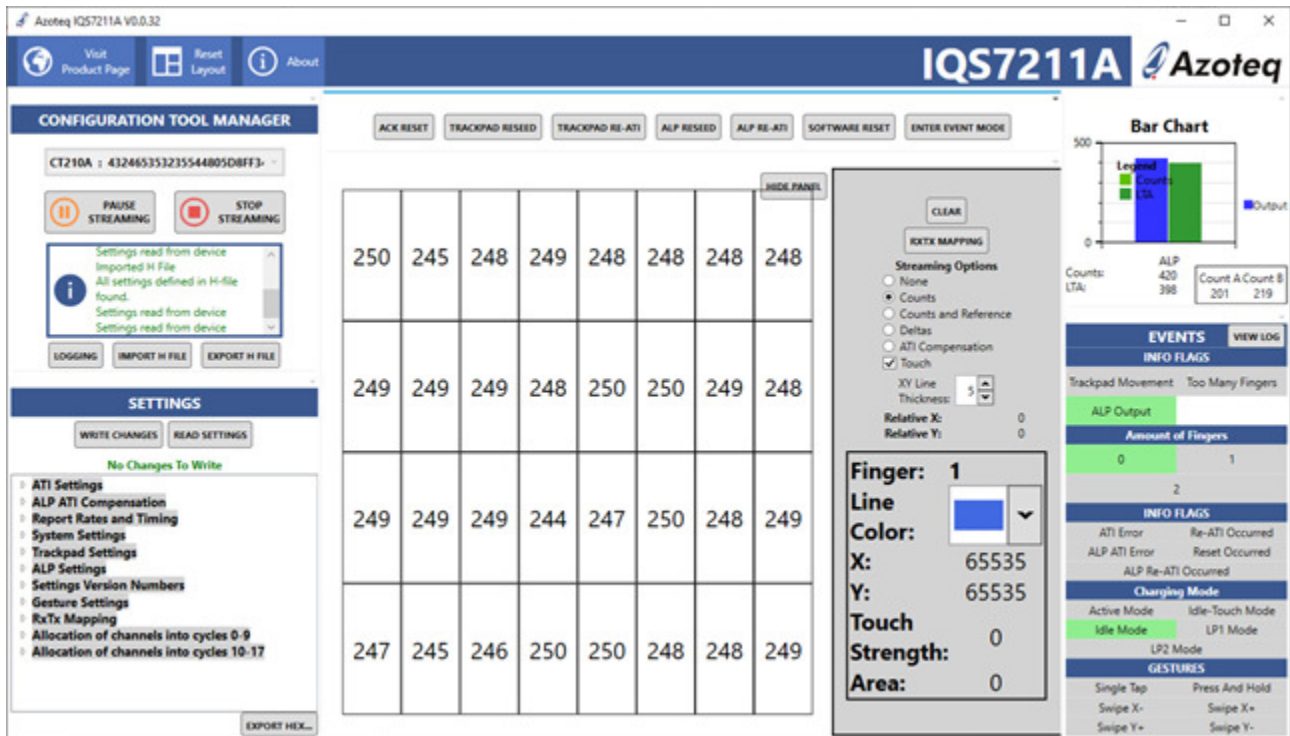 Azoteq IQS7211A V0.0.32
Visit Product Page
Reset Layout
About
IQS7211A
Azoteq
CONFIGURATION TOOL MANAGER
CT210A : 432465353235544805D8FF3
PAUSE STREAMING
STOP STREAMING
Settings read from device
Imported H File
All settings defined in H-file
found.
Settings read from device
Settings read from device
LOGGING
IMPORT H FILE
EXPORT H FILE
SETTINGS
WRITE CHANGES
READ SETTINGS
No Changes To Write
ATI Settings
ALP ATI Compensation
Report Rates and Timing
System Settings
Trackpad Settings
ALP Settings
Settings Version Numbers
Gesture Settings
RxTx Mapping
Allocation of channels into cycles 0-9
Allocation of channels into cycles 10-17
EXPORT HEX...
ACK RESET
TRACKPAD RESEED
TRACKPAD RE-ATI
ALP RESEED
ALP RE-ATI
SOFTWARE RESET
ENTER EVENT MODE
HIDE PANEL
250 245 248 249 248 248 248 248
249 249 249 248 250 250 249 248
249 249 249 244 247 250 248 249
247 245 246 250 250 248 248 249
CLEAR
RXTX MAPPING
Streaming Options
None
Counts
Counts and Reference
Deltas
ATI Compensation
Touch
XY Line
Thickness: 5
Relative X: 0
Relative Y: 0
Finger: 1
Line
Color:
X: 65535
Y: 65535
Touch
Strength: 0
Area: 0
Bar Chart
500
Legend
Counts
LTA
Output
0
ALP
Counts: 420
LTA: 398
Count A Count B
201 219
EVENTS
VIEW LOG
INFO FLAGS
Trackpad Movement Too Many Fingers
ALP Output
Amount of Fingers
0 1
2
INFO FLAGS
ATI Error Re-ATI Occurred
ALP ATI Error Reset Occurred
ALP Re-ATI Occurred
Charging Mode
Active Mode Idle-Touch Mode
Idle Mode LP1 Mode
LP2 Mode
GESTURES
Single Tap Press And Hold
Swipe X- Swipe X+
Swipe Y+ Swipe Y-